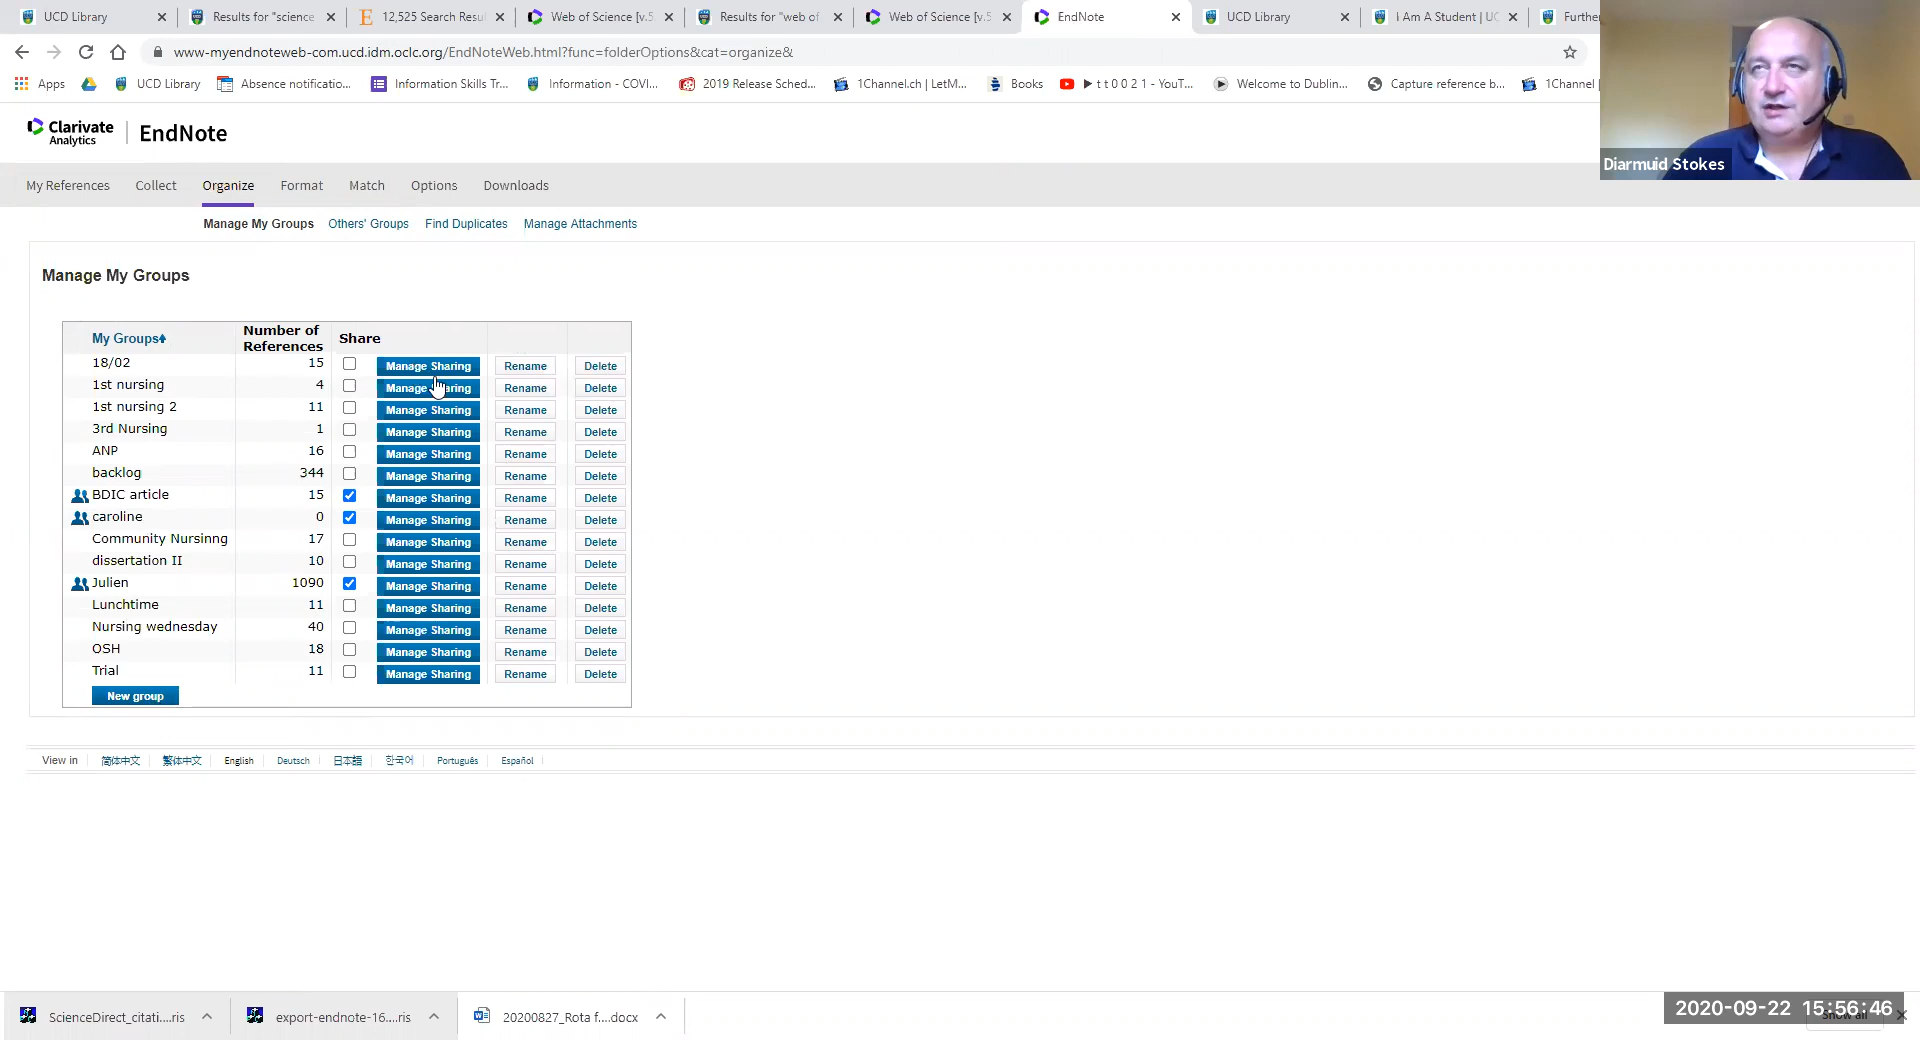 UCD Library
Results for "science
12,525 Search Resul
Web of Science [v.5
Results for "web of
Web of Science [v.5
EndNote
UCD Library
I Am A Student | UC
Further
www-myendnoteweb-com.ucd.idm.oclc.org/EndNoteWeb.html?func=folderOptions&cat=organize&
Apps
UCD Library
Absence notificatio...
Information Skills Tr...
Information - COVI...
2019 Release Sched...
1Channel.ch | LetM...
Books
t t 0 0 2 1 - YouT...
Welcome to Dublin...
Capture reference b...
1Channel
Diarmuid Stokes
Clarivate
Analytics
EndNote
My References Collect Organize Format Match Options Downloads
Manage My Groups Others' Groups Find Duplicates Manage Attachments
Manage My Groups
My Groups Number of References Share
18/02 15 Manage Sharing Rename Delete
1st nursing 4 Manage Sharing Rename Delete
1st nursing 2 11 Manage Sharing Rename Delete
3rd Nursing 1 Manage Sharing Rename Delete
ANP 16 Manage Sharing Rename Delete
backlog 344 Manage Sharing Rename Delete
BDIC article 15 Manage Sharing Rename Delete
caroline 0 Manage Sharing Rename Delete
Community Nursinng 17 Manage Sharing Rename Delete
dissertation II 10 Manage Sharing Rename Delete
Julien 1090 Manage Sharing Rename Delete
Lunchtime 11 Manage Sharing Rename Delete
Nursing wednesday 40 Manage Sharing Rename Delete
OSH 18 Manage Sharing Rename Delete
Trial 11 Manage Sharing Rename Delete
New group
View in 简体中文 繁体中文 English Deutsch 日本語 한국어 Português Español
ScienceDirect_citati....ris
export-endnote-16....ris
20200827_Rota f....docx
2020-09-22 15:56:46
Show all